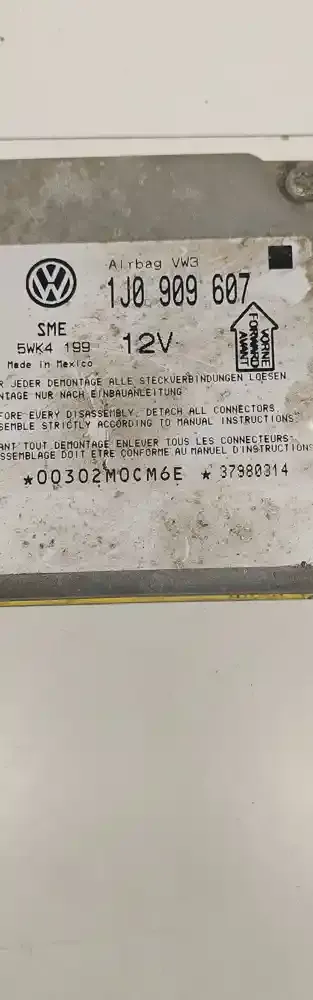 VW
Airbag VW3
1J0 909 607
SME
5WK4 199
12V
Made in Mexico
VORNE
FORWARD
AVANT
R JEDER DEMONTAGE ALLE STECKVERBINDUNGEN LOESEN
NTAGE NUR NACH EINBAUANLEITUNG
FORE EVERY DISASSEMBLY, DETACH ALL CONNECTORS.
SEMBLE STRICTLY ACCORDING TO MANUAL INSTRUCTIONS
ANT TOUT DEMONTAGE ENLEVER TOUS LES CONNECTEURS-
SSEMBLAGE DOIT ETRE CONFORME AU MANUEL D'INSTRUCTIONS
*00302M0CM6E * 37980314